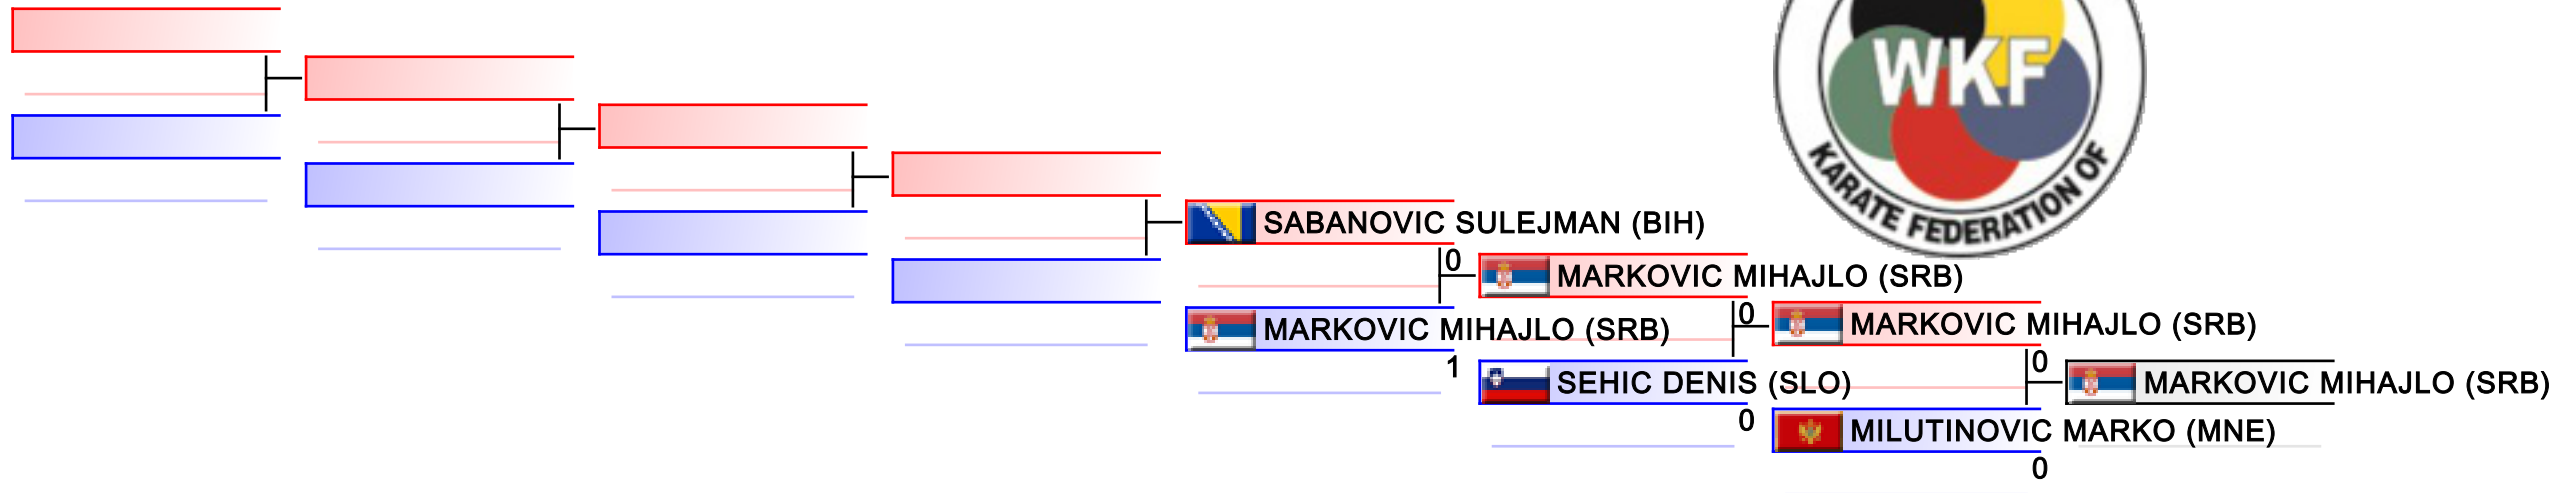 WKF
KARATE FEDERATION OF
SABANOVIC SULEJMAN (BIH)
0
MARKOVIC MIHAJLO (SRB)
MARKOVIC MIHAJLO (SRB)
1
0
SEHIC DENIS (SLO)
0
MARKOVIC MIHAJLO (SRB)
0
MILUTINOVIC MARKO (MNE)
0
MARKOVIC MIHAJLO (SRB)